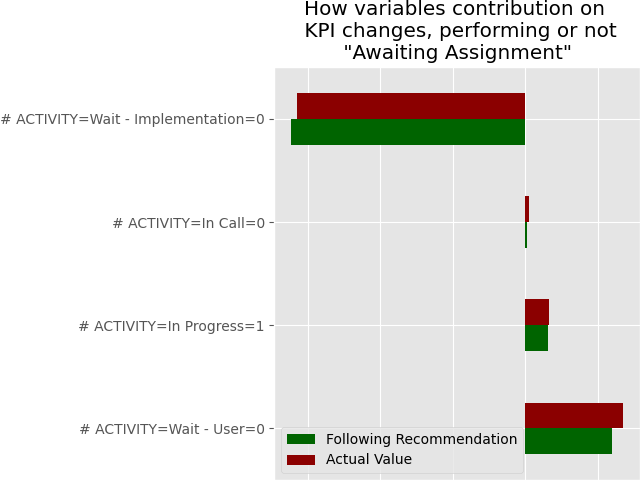 How variables contribution on
KPI changes, performing or not
"Awaiting Assignment"
# ACTIVITY=Wait - Implementation=0
# ACTIVITY=In Call=0
# ACTIVITY=In Progress=1
# ACTIVITY=Wait - User=0
Following Recommendation
Actual Value